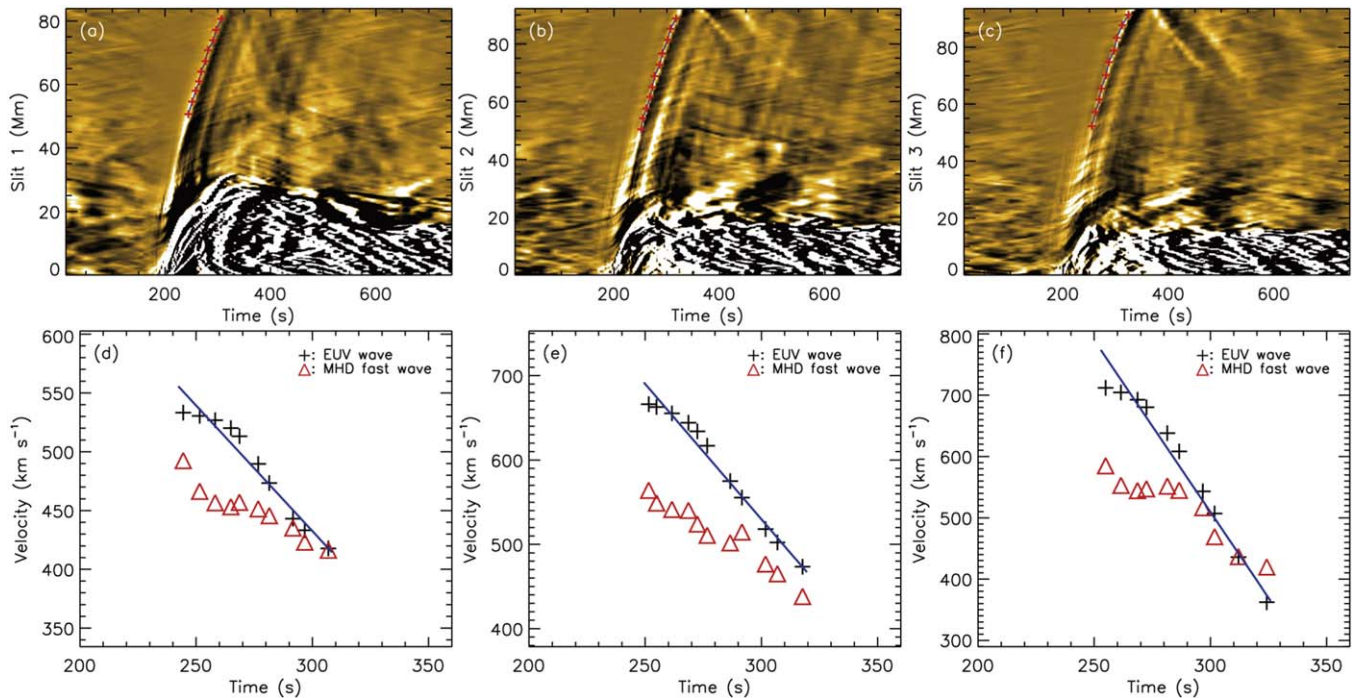 (a)
Slit 1 (Mm)
80
60
40
20
0
200 400 600
Time (s)
(b)
Slit 2 (Mm)
80
60
40
20
0
200 400 600
Time (s)
(c)
Slit 3 (Mm)
80
60
40
20
0
200 400 600
Time (s)
(d)
+: EUV wave
△: MHD fast wave
Velocity (km s⁻¹)
600
550
500
450
400
350
200 250 300 350
Time (s)
(e)
+: EUV wave
△: MHD fast wave
Velocity (km s⁻¹)
700
600
500
400
200 250 300 350
Time (s)
(f)
+: EUV wave
△: MHD fast wave
Velocity (km s⁻¹)
800
700
600
500
400
300
200 250 300 350
Time (s)